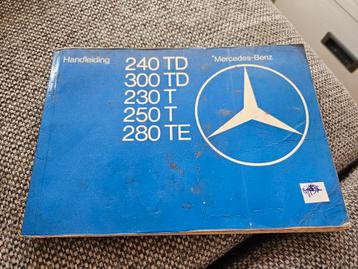 Handleiding
240 TD
300 TD
230 T
250 T
280 TE
Mercedes-Benz